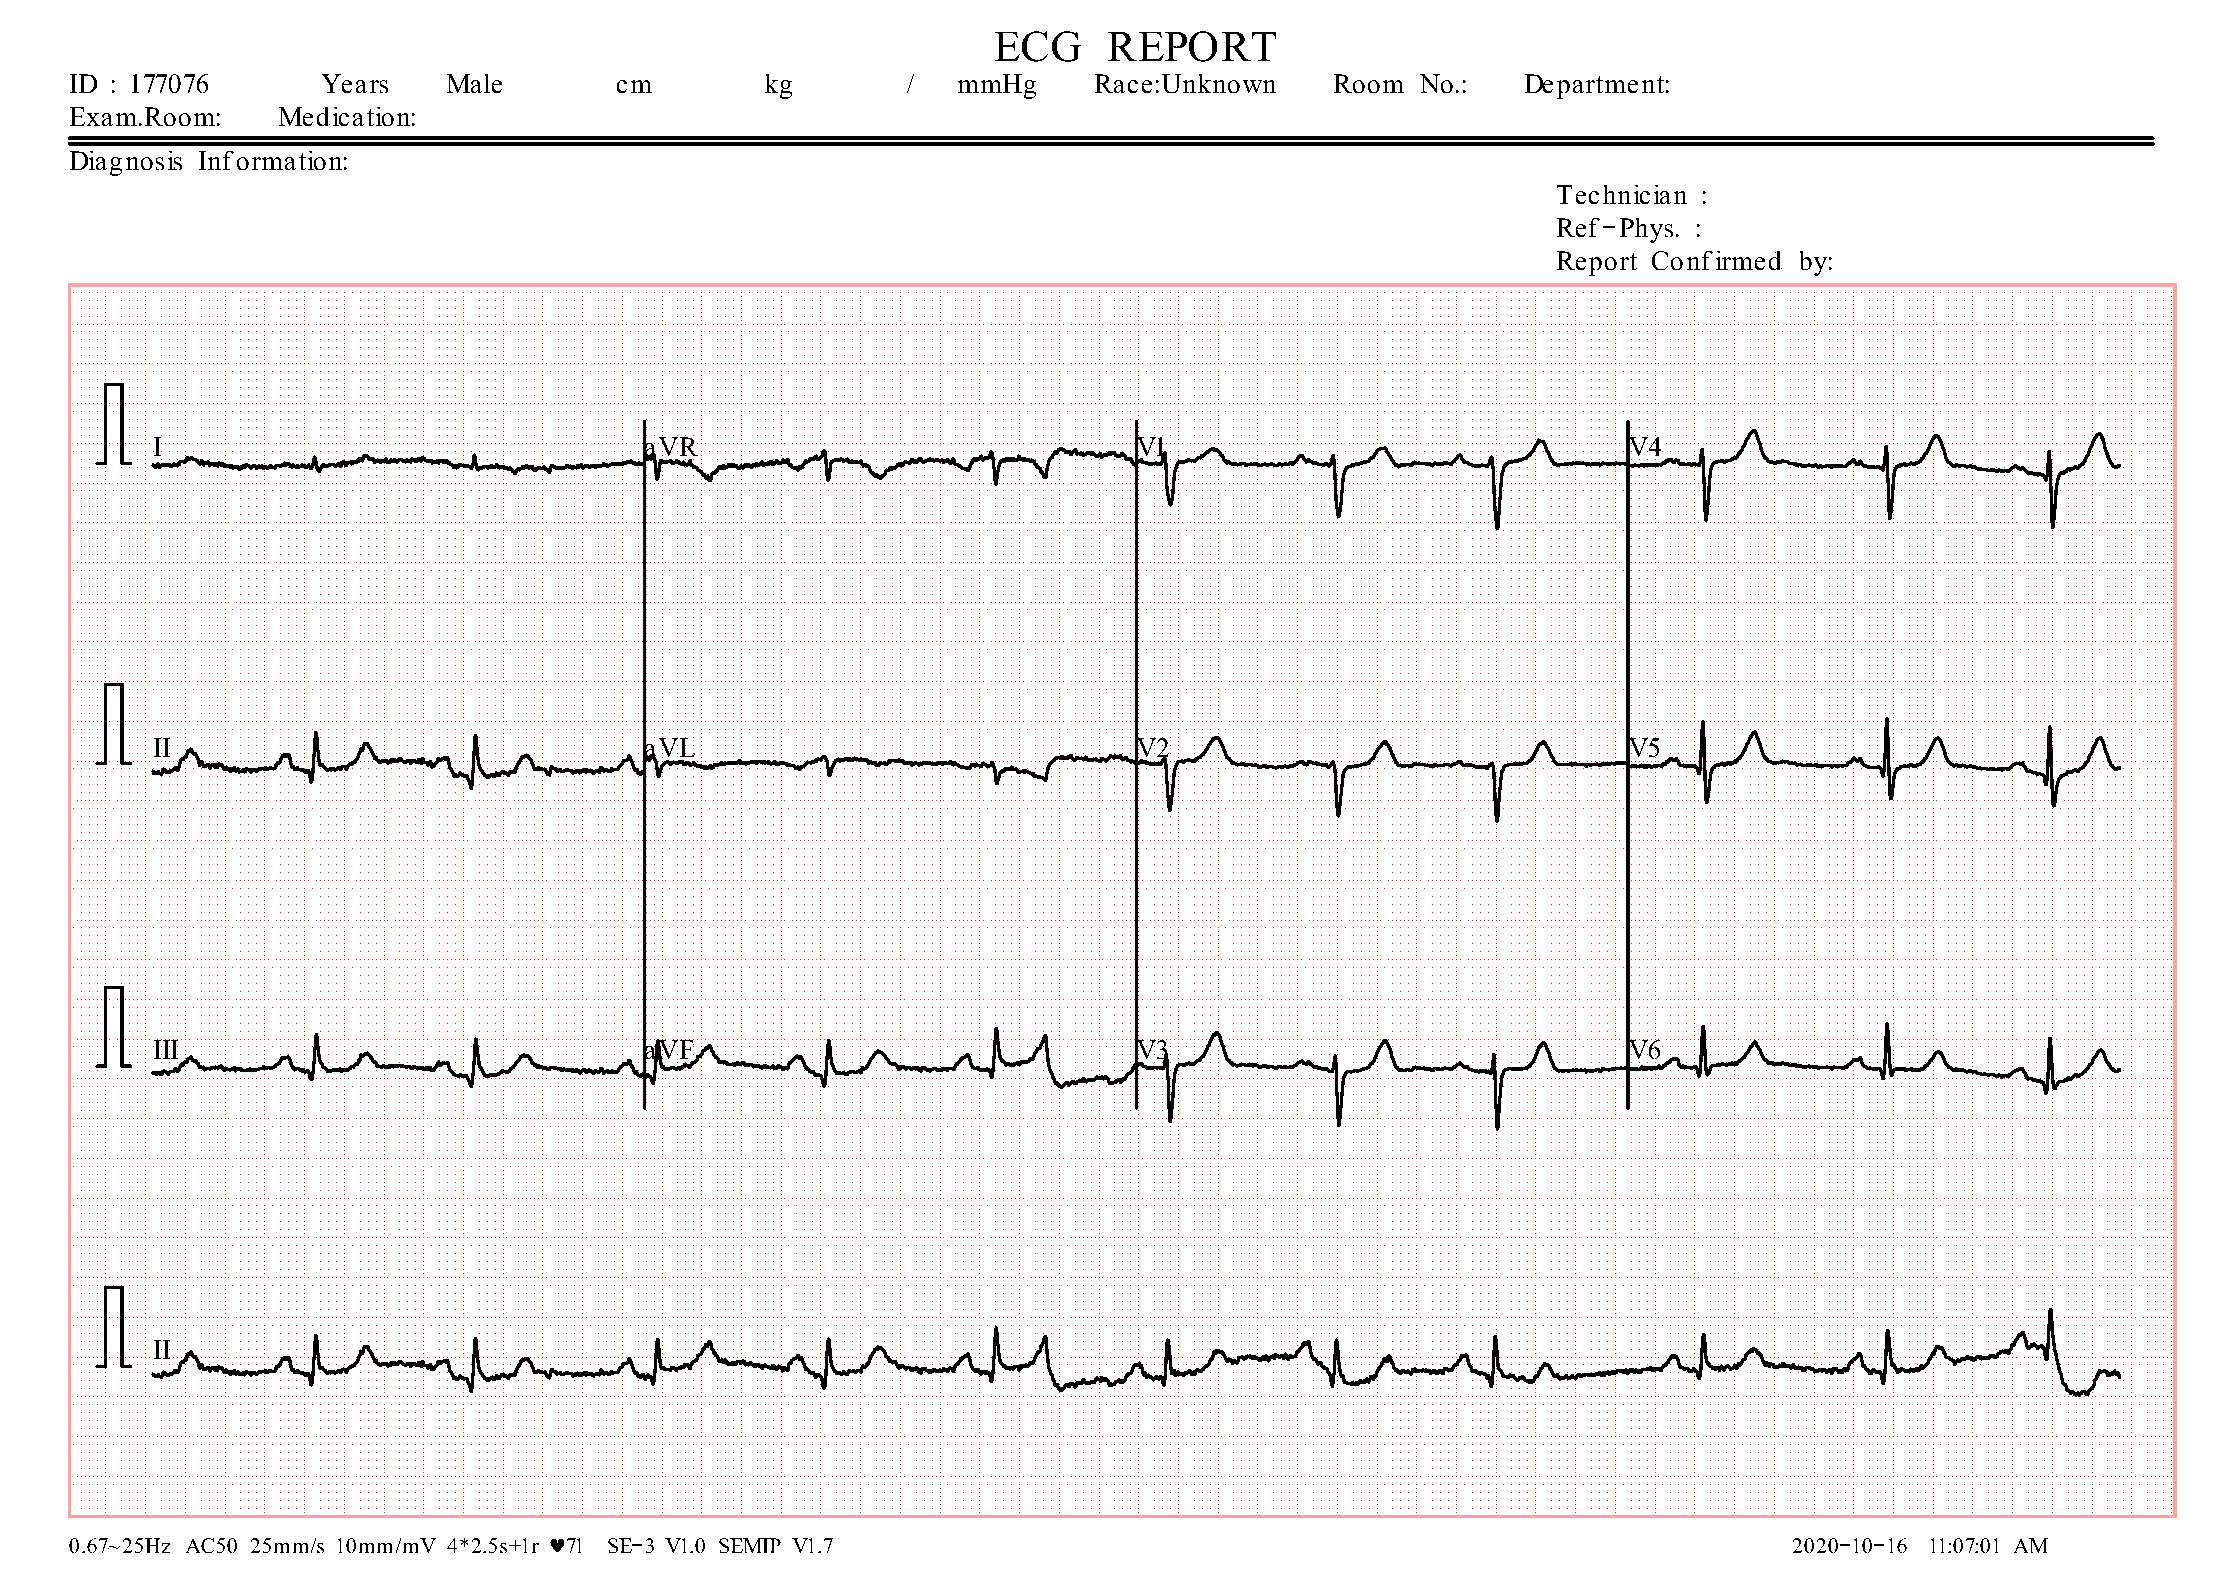 ECG REPORT
ID : 177076 Years Male cm kg / mmHg Race:Unknown Room No.: Department:
Exam.Room: Medication:
Diagnosis Information:
Technician :
Ref-Phys. :
Report Confirmed by:
I aVR V1 V4
II aVL V2 V5
III aVF V3 V6
II
0.67~25Hz AC50 25mm/s 10mm/mV 4*2.5s+1r ♥71 SE-3 V1.0 SEMIP V1.7 2020-10-16 11:07:01 AM